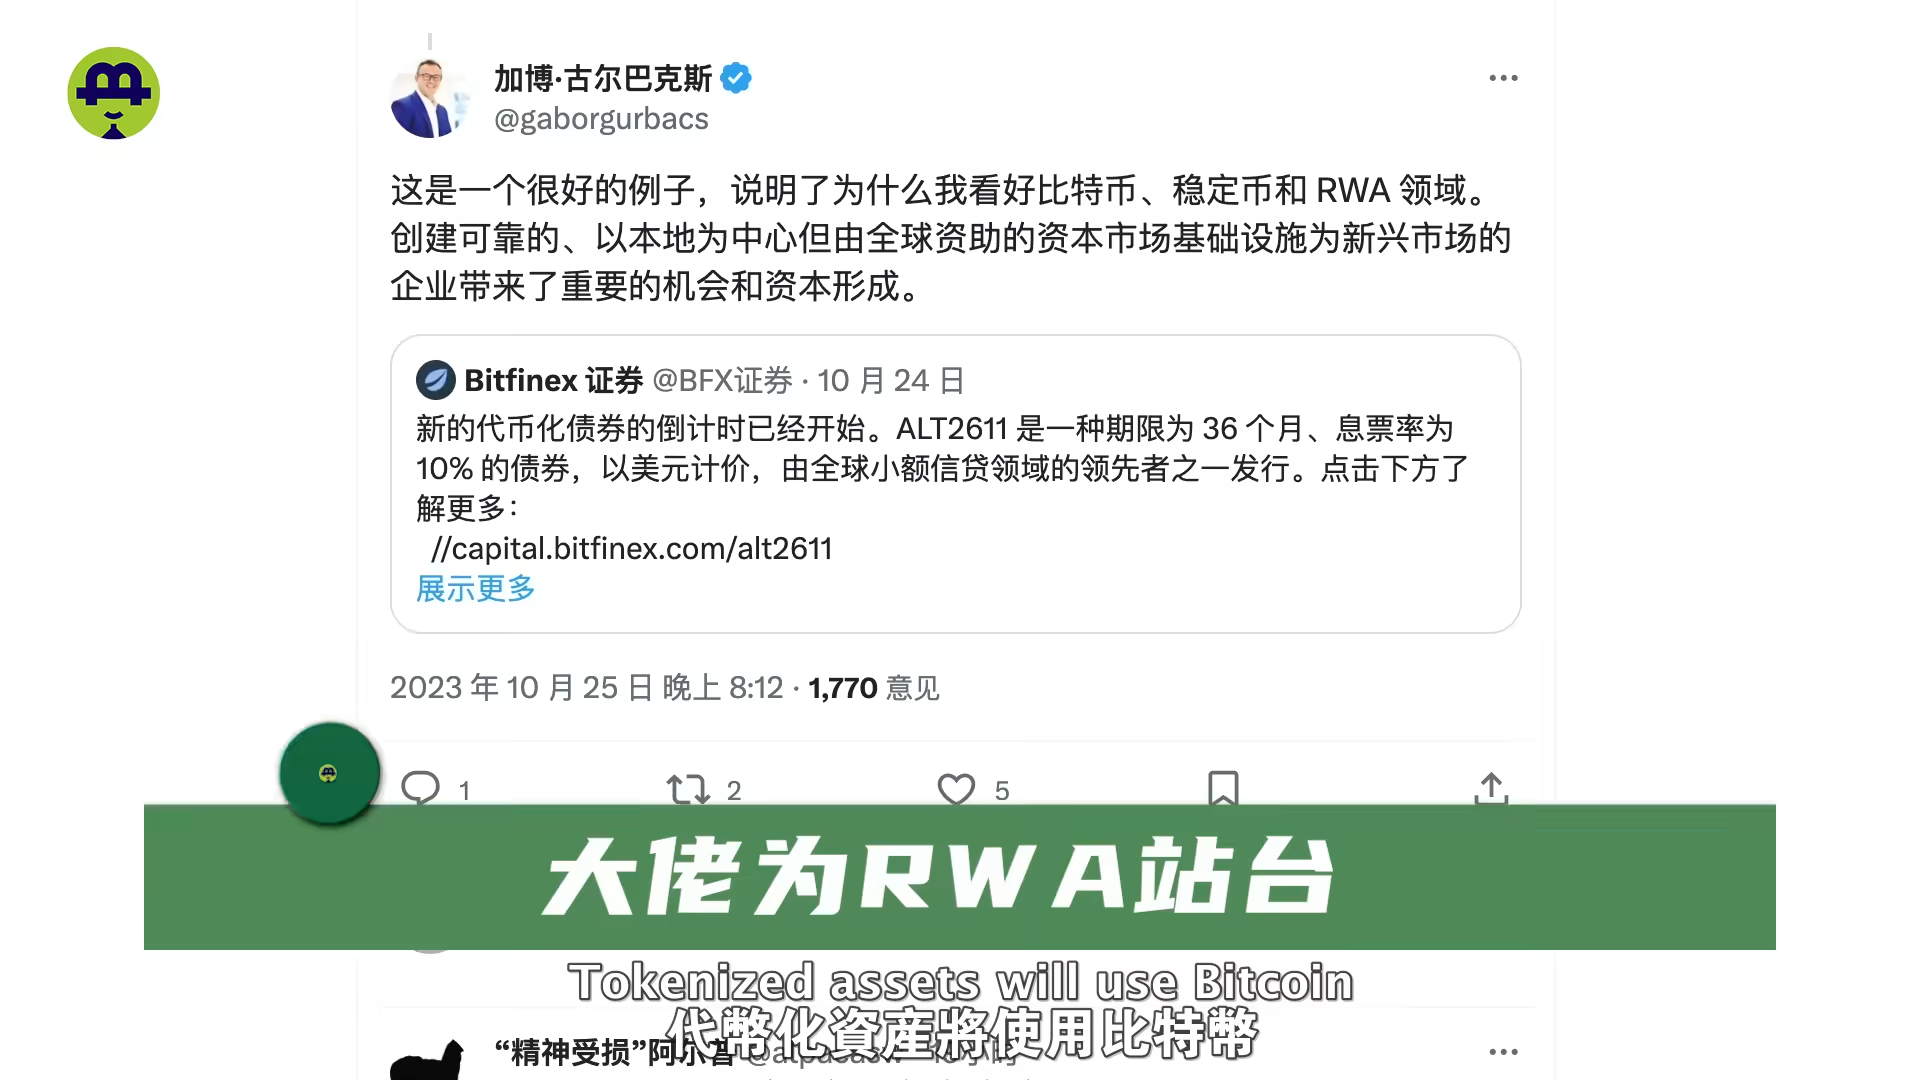 加博·古尔巴克斯
@gaborgurbacs
这是一个很好的例子，说明了为什么我看好比特币、稳定币和 RWA 领域。
创建可靠的、以本地为中心但由全球资助的资本市场基础设施为新兴市场的
企业带来了重要的机会和资本形成。
Bitfinex 证券 @BFX证券 · 10 月 24 日
新的代币化债券的倒计时已经开始。ALT2611 是一种期限为 36 个月、息票率为
10% 的债券，以美元计价，由全球小额信贷领域的领先者之一发行。点击下方了
解更多：
//capital.bitfinex.com/alt2611
展示更多
2023 年 10 月 25 日 晚上 8:12 · 1,770 意见
1 2 5
大佬为RWA站台
Tokenized assets will use Bitcoin
代幣化資産將使用比特幣
“精神受损”阿尔